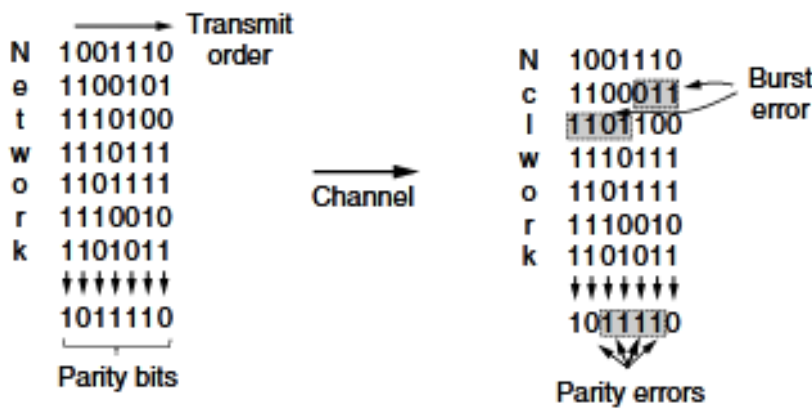 Transmit
order
N 1001110
e 1100101
t 1110100
w 1110111
o 1101111
r 1110010
k 1101011
1011110
Parity bits
Channel
N 1001110
c 1100011
l 1101100
w 1110111
o 1101111
r 1110010
k 1101011
1011110
Burst
error
Parity errors